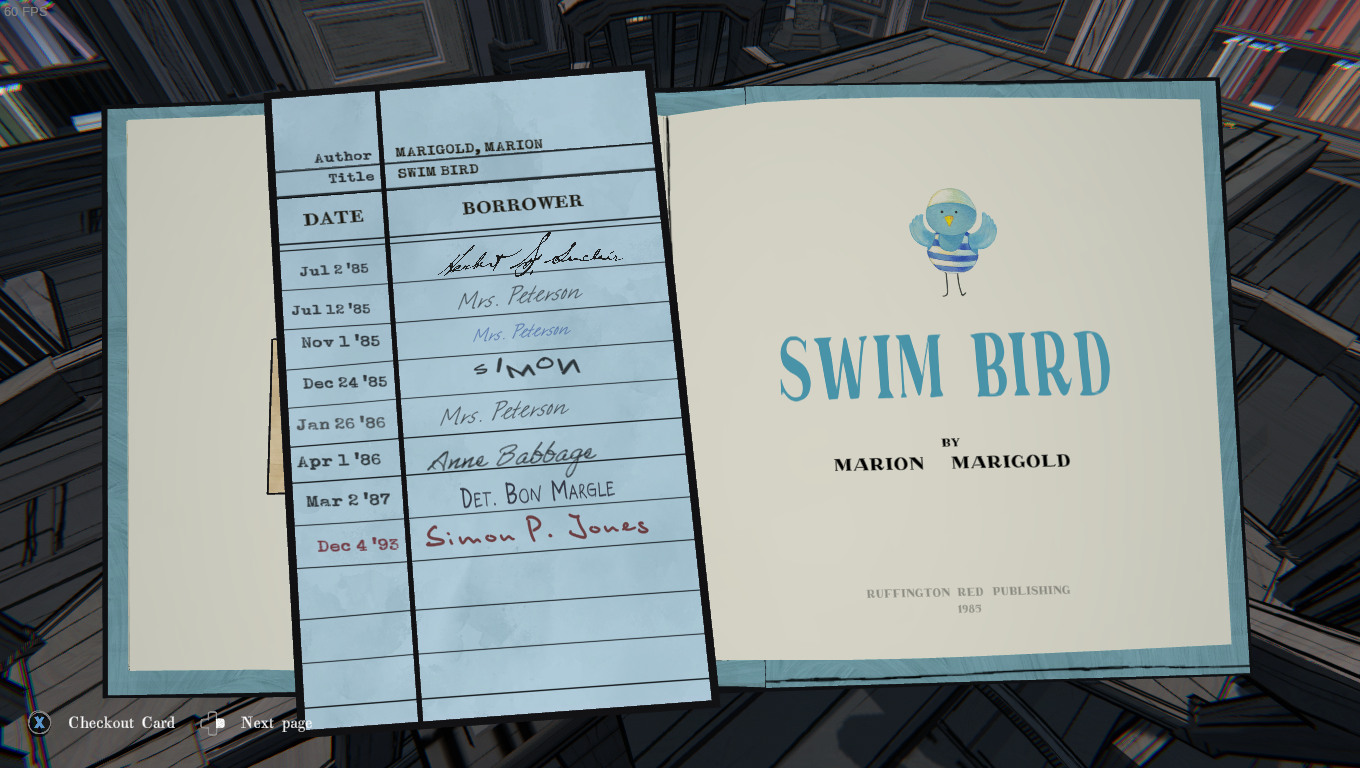 60 FPS
Author MARIGOLD, MARION
Title SWIM BIRD
DATE BORROWER
Jul 2 '85 Herbert S. Sinclair
Jul 12 '85 Mrs. Peterson
Nov 1 '85 Mrs. Peterson
Dec 24 '85 SIMON
Jan 26 '86 Mrs. Peterson
Apr 1 '86 Anne Babbage
Mar 2 '87 DET. BON MARGLE
Dec 4 '93 Simon P. Jones
SWIM BIRD
BY
MARION MARIGOLD
RUFFINGTON RED PUBLISHING
1985
X Checkout Card Next page